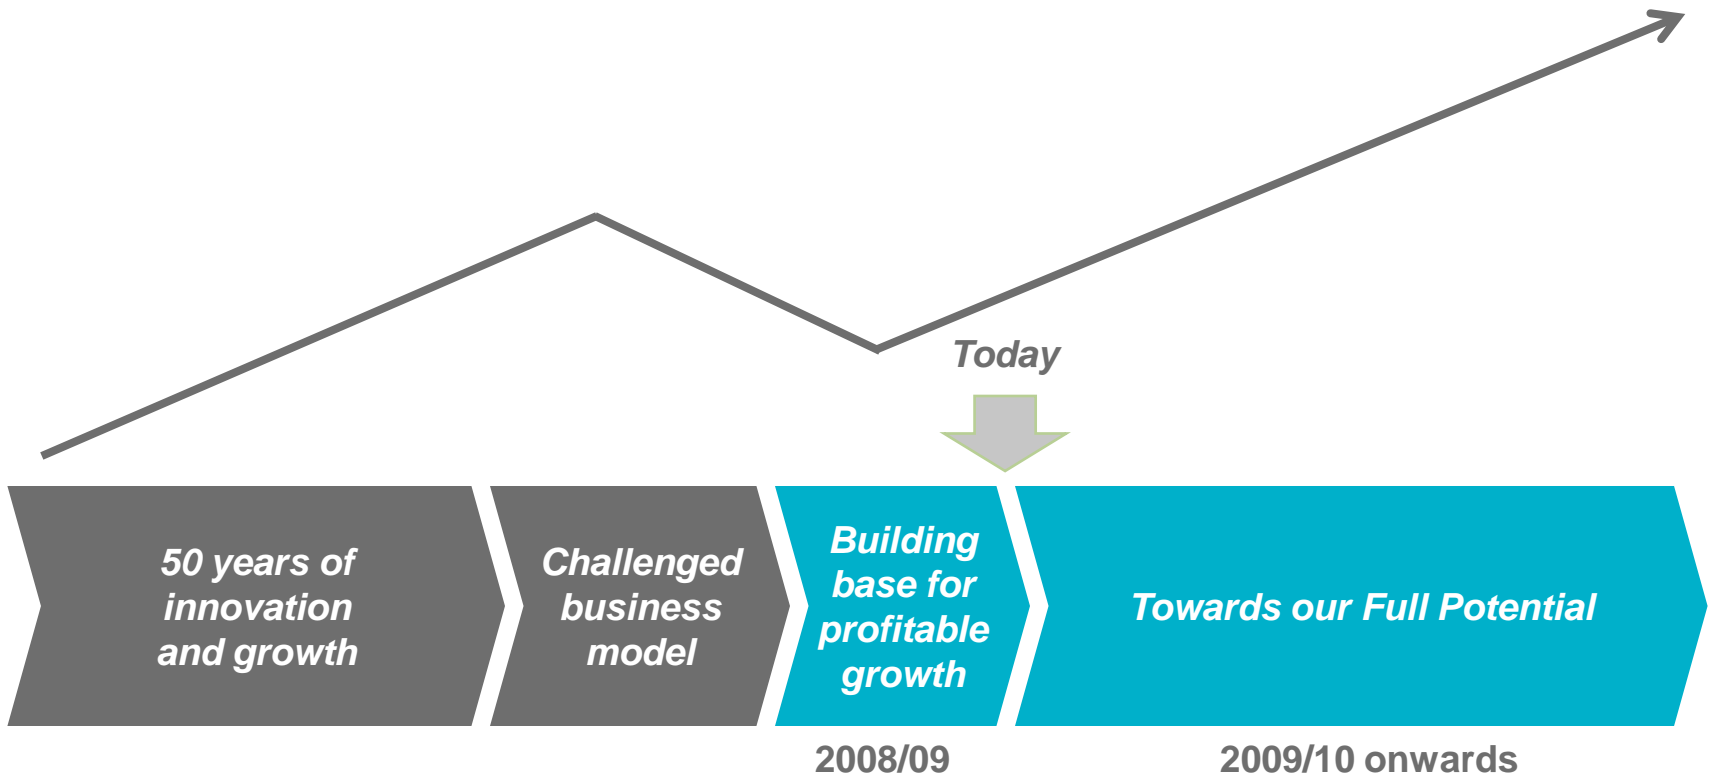 Today
50 years of
innovation
and growth
Challenged
business
model
Building
base for
profitable
growth
Towards our Full Potential
2008/09
2009/10 onwards